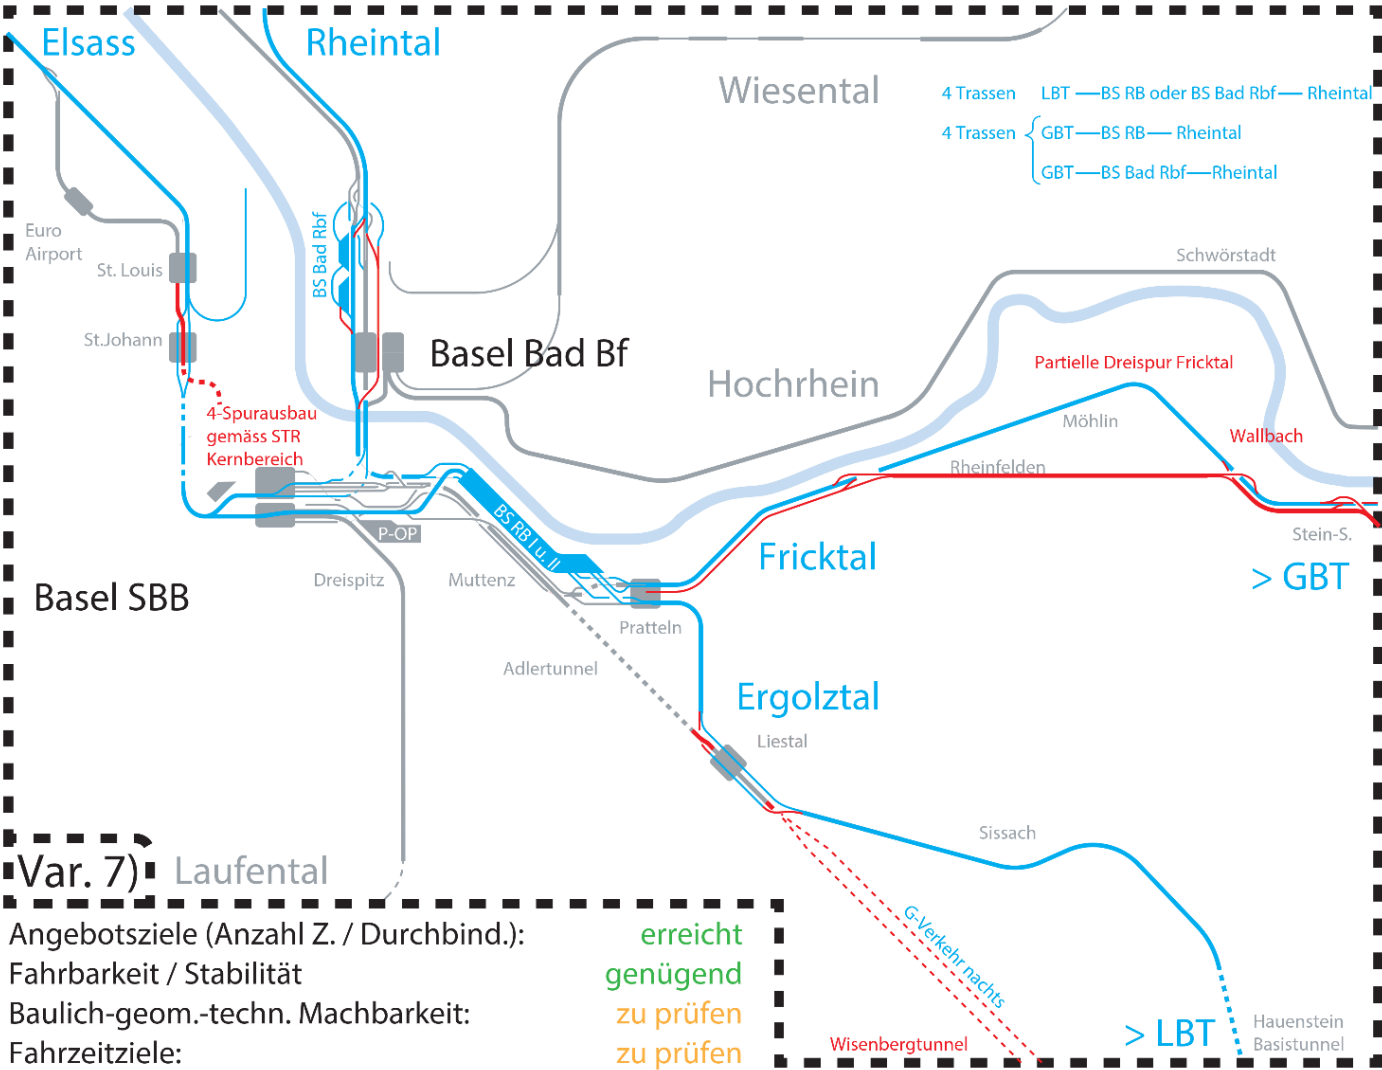 Elsass
Rheintal
Wiesental
4 Trassen LBT — BS RB oder BS Bad Rbf — Rheintal
4 Trassen { GBT — BS RB — Rheintal
GBT — BS Bad Rbf — Rheintal
Euro
Airport
St. Louis
BS Bad Rbf
Schwörstadt
St.Johann
Basel Bad Bf
Hochrhein
Partielle Dreispur Fricktal
Möhlin
Wallbach
4-Spurausbau
gemäss STR
Kernbereich
Rheinfelden
P-OP
BS RB I u. II
Stein-S.
Fricktal
> GBT
Dreispitz
Muttenz
Basel SBB
Pratteln
Adlertunnel
Ergolztal
Liestal
Sissach
Var. 7)
Laufental
G-Verkehr nachts
Wisenbergtunnel
> LBT
Hauenstein
Basistunnel
Angebotsziele (Anzahl Z. / Durchbind.): erreicht
Fahrbarkeit / Stabilität genügend
Baulich-geom.-techn. Machbarkeit: zu prüfen
Fahrzeitziele: zu prüfen